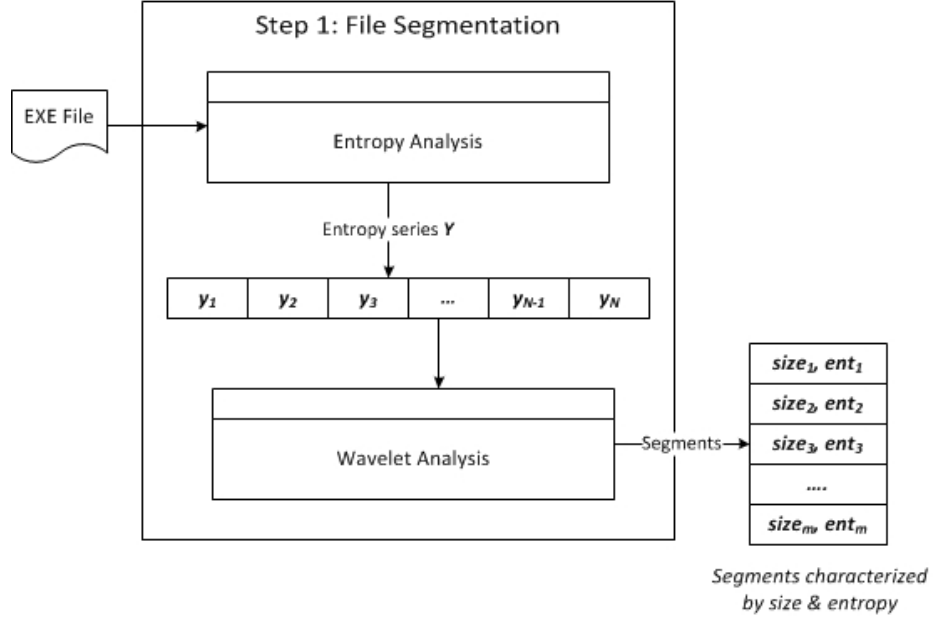 Step 1: File Segmentation
EXE File
Entropy Analysis
Entropy series Y
y1 y2 y3 ... yN-1 yN
Wavelet Analysis
Segments
size1, ent1
size2, ent2
size3, ent3
....
sizem, entm
Segments characterized
by size & entropy